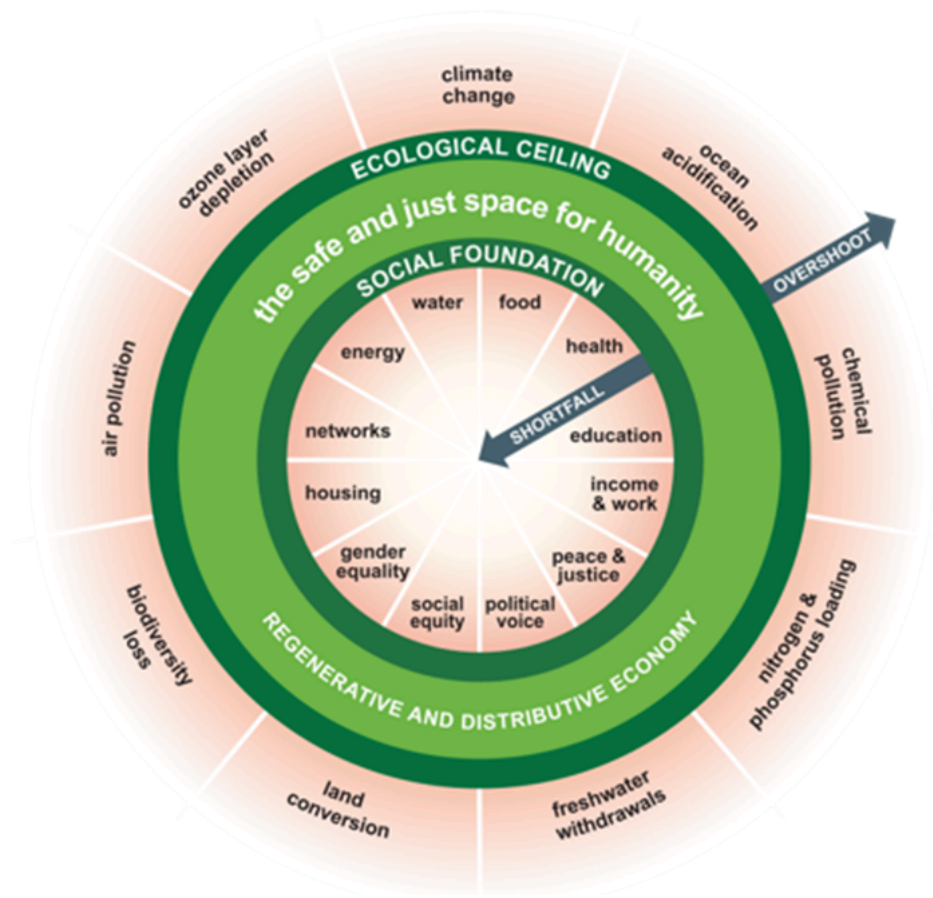 climate
change
ocean
acidification
OVERSHOOT
chemical
pollution
nitrogen &
phosphorus loading
freshwater
withdrawals
land
conversion
biodiversity
loss
air pollution
ozone layer
depletion
ECOLOGICAL CEILING
the safe and just space for humanity
SOCIAL FOUNDATION
water
food
health
SHORTFALL
education
income
& work
peace &
justice
political
voice
social
equity
gender
equality
housing
networks
energy
REGENERATIVE AND DISTRIBUTIVE ECONOMY